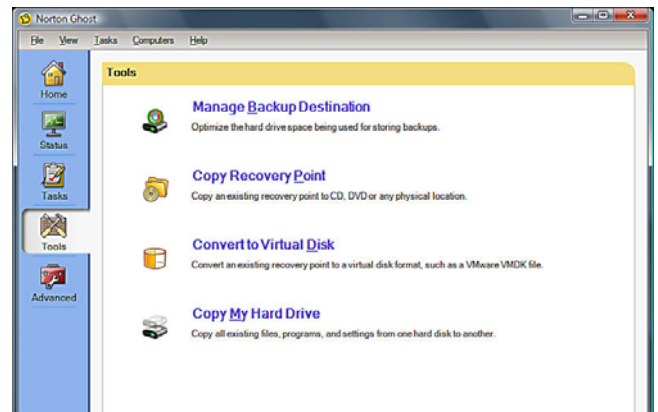 Norton Ghost
File View Tasks Computers Help
Home
Status
Tasks
Tools
Advanced
Tools
Manage Backup Destination
Optimize the hard drive space being used for storing backups.
Copy Recovery Point
Copy an existing recovery point to CD, DVD or any physical location.
Convert to Virtual Disk
Convert an existing recovery point to a virtual disk format, such as a VMware VMDK file.
Copy My Hard Drive
Copy all existing files, programs, and settings from one hard disk to another.